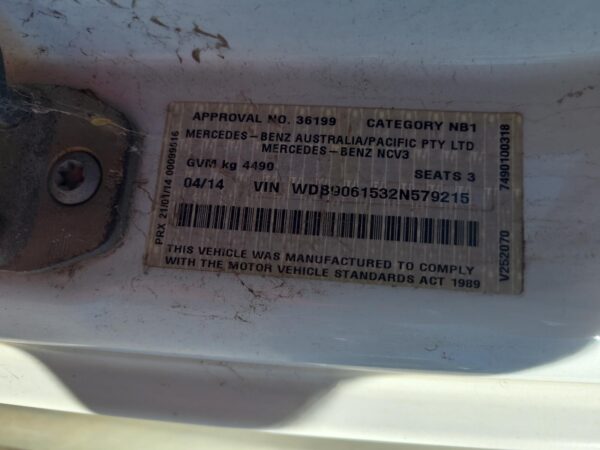 APPROVAL NO. 36199 CATEGORY NB1
MERCEDES-BENZ AUSTRALIA/PACIFIC PTY LTD
MERCEDES-BENZ NCV3
GVM kg 4490 SEATS 3
04/14 VIN WDB9061532N579215
THIS VEHICLE WAS MANUFACTURED TO COMPLY
WITH THE MOTOR VEHICLE STANDARDS ACT 1989
PRX 21/01/14 00099516
V252070 7490100318